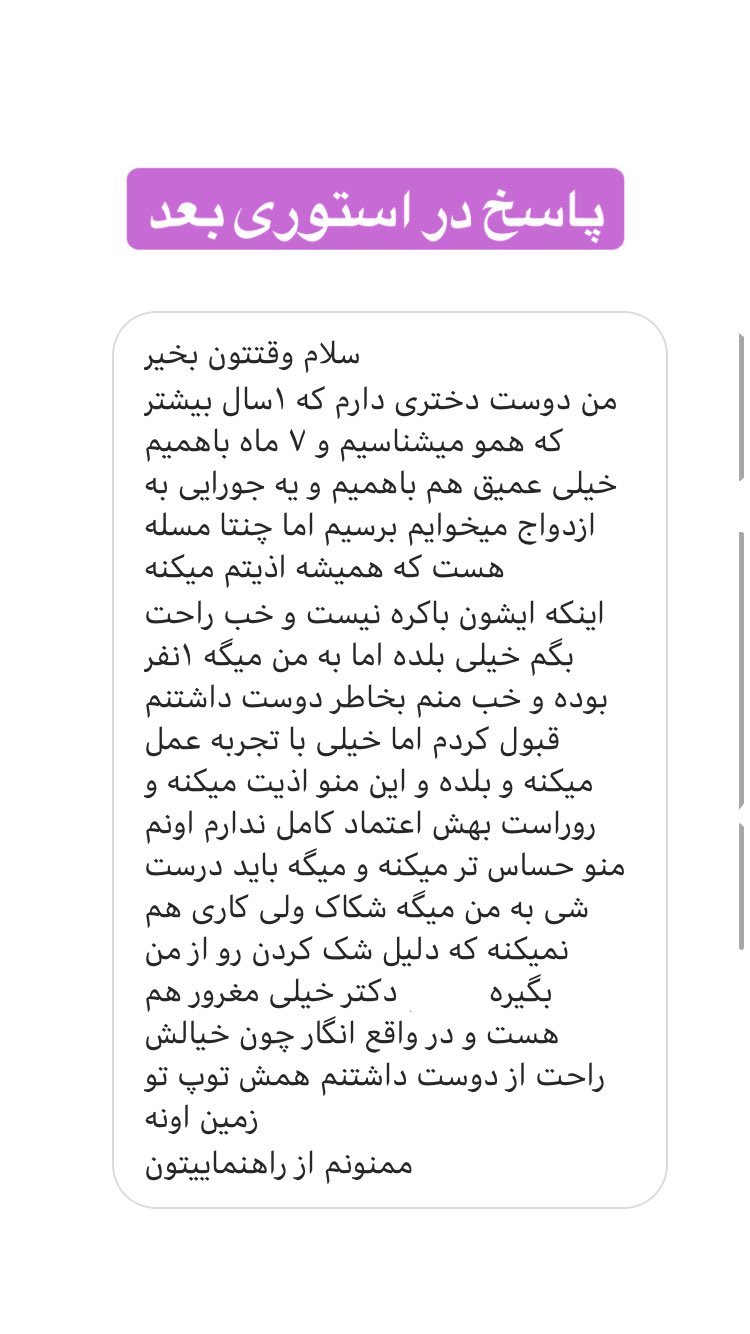 پاسخ در استوری بعد
سلام وقتتون بخیر
من دوست دختری دارم که ۱سال بیشتر
که همو میشناسیم و ۷ ماه باهمیم
خیلی عمیق هم باهمیم و یه جورایی به
ازدواج میخوایم برسیم اما چنتا مسله
هست که همیشه اذیتم میکنه
اینکه ایشون باکره نیست و خب راحت
بگم خیلی بلده اما به من میگه ۱نفر
بوده و خب منم بخاطر دوست داشتنم
قبول کردم اما خیلی با تجربه عمل
میکنه و بلده و این منو اذیت میکنه و
روراست بهش اعتماد کامل ندارم اونم
منو حساس تر میکنه و میگه باید درست
شی به من میگه شکاک ولی کاری هم
نمیکنه که دلیل شک کردن رو از من
بگیره دکتر خیلی مغرور هم
هست و در واقع انگار چون خیالش
راحت از دوست داشتنم همش توپ تو
زمین اونه
ممنونم از راهنماییتون